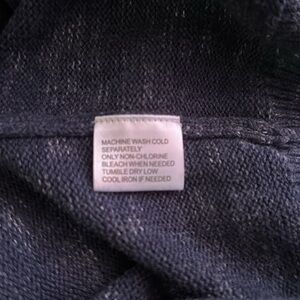 MACHINE WASH COLD
SEPARATELY
ONLY NON-CHLORINE
BLEACH WHEN NEEDED
TUMBLE DRY LOW
COOL IRON IF NEEDED